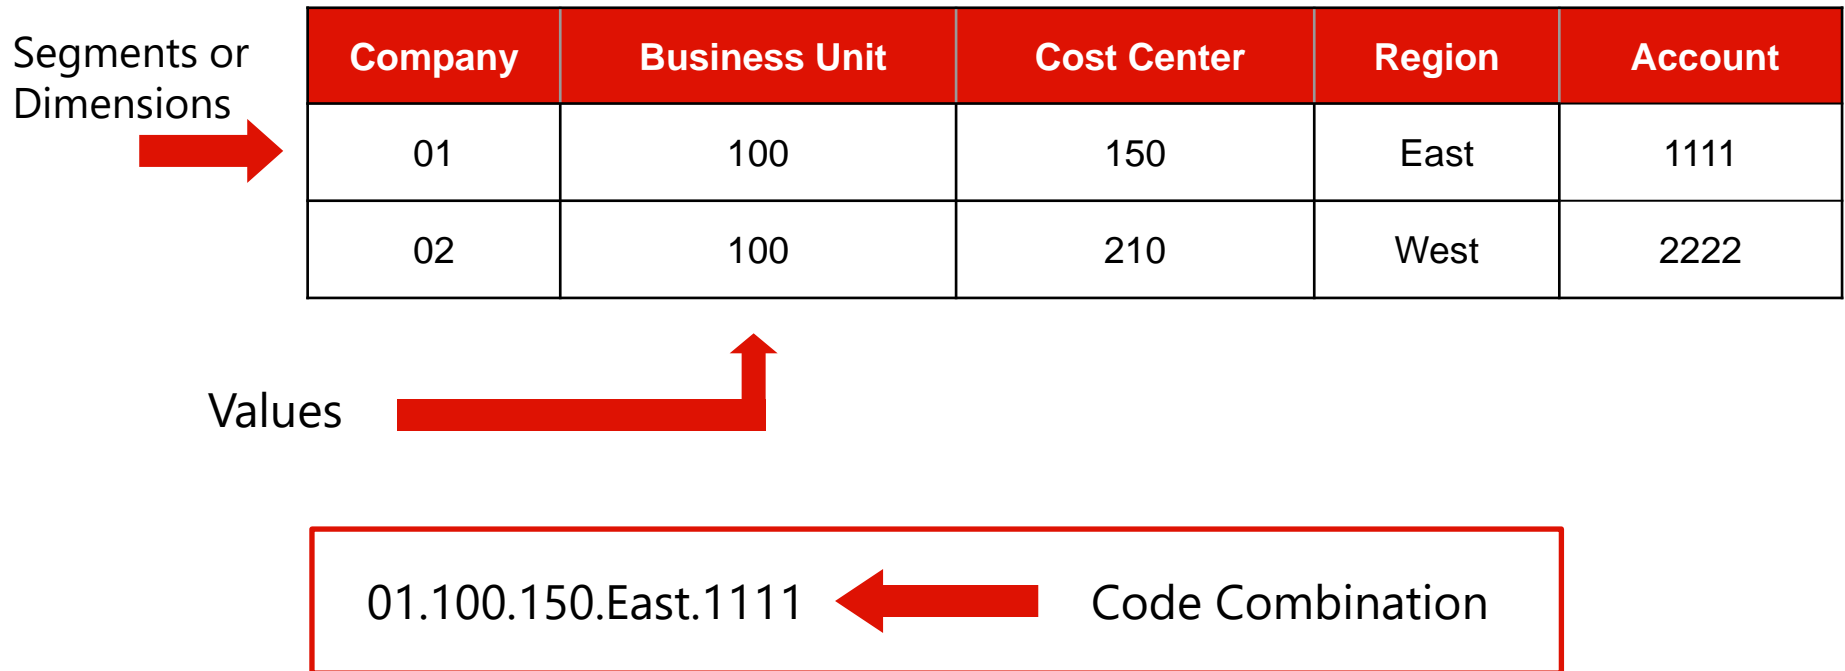 Segments or
Dimensions
Company Business Unit Cost Center Region Account
01 100 150 East 1111
02 100 210 West 2222
Values
01.100.150.East.1111 Code Combination